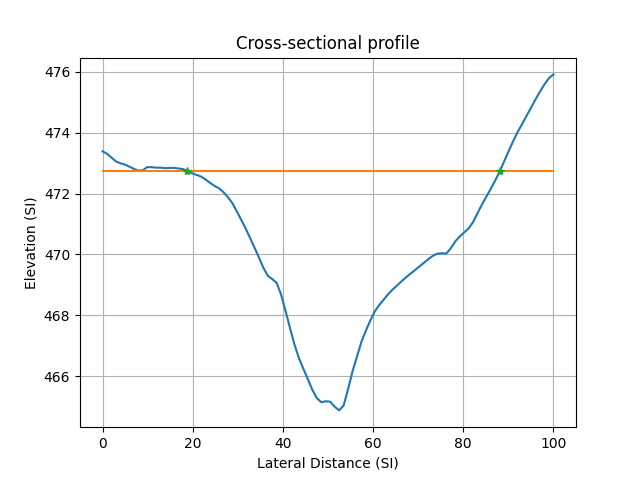 Cross-sectional profile
476
474
472
470
468
466
Elevation (SI)
0 20 40 60 80 100
Lateral Distance (SI)